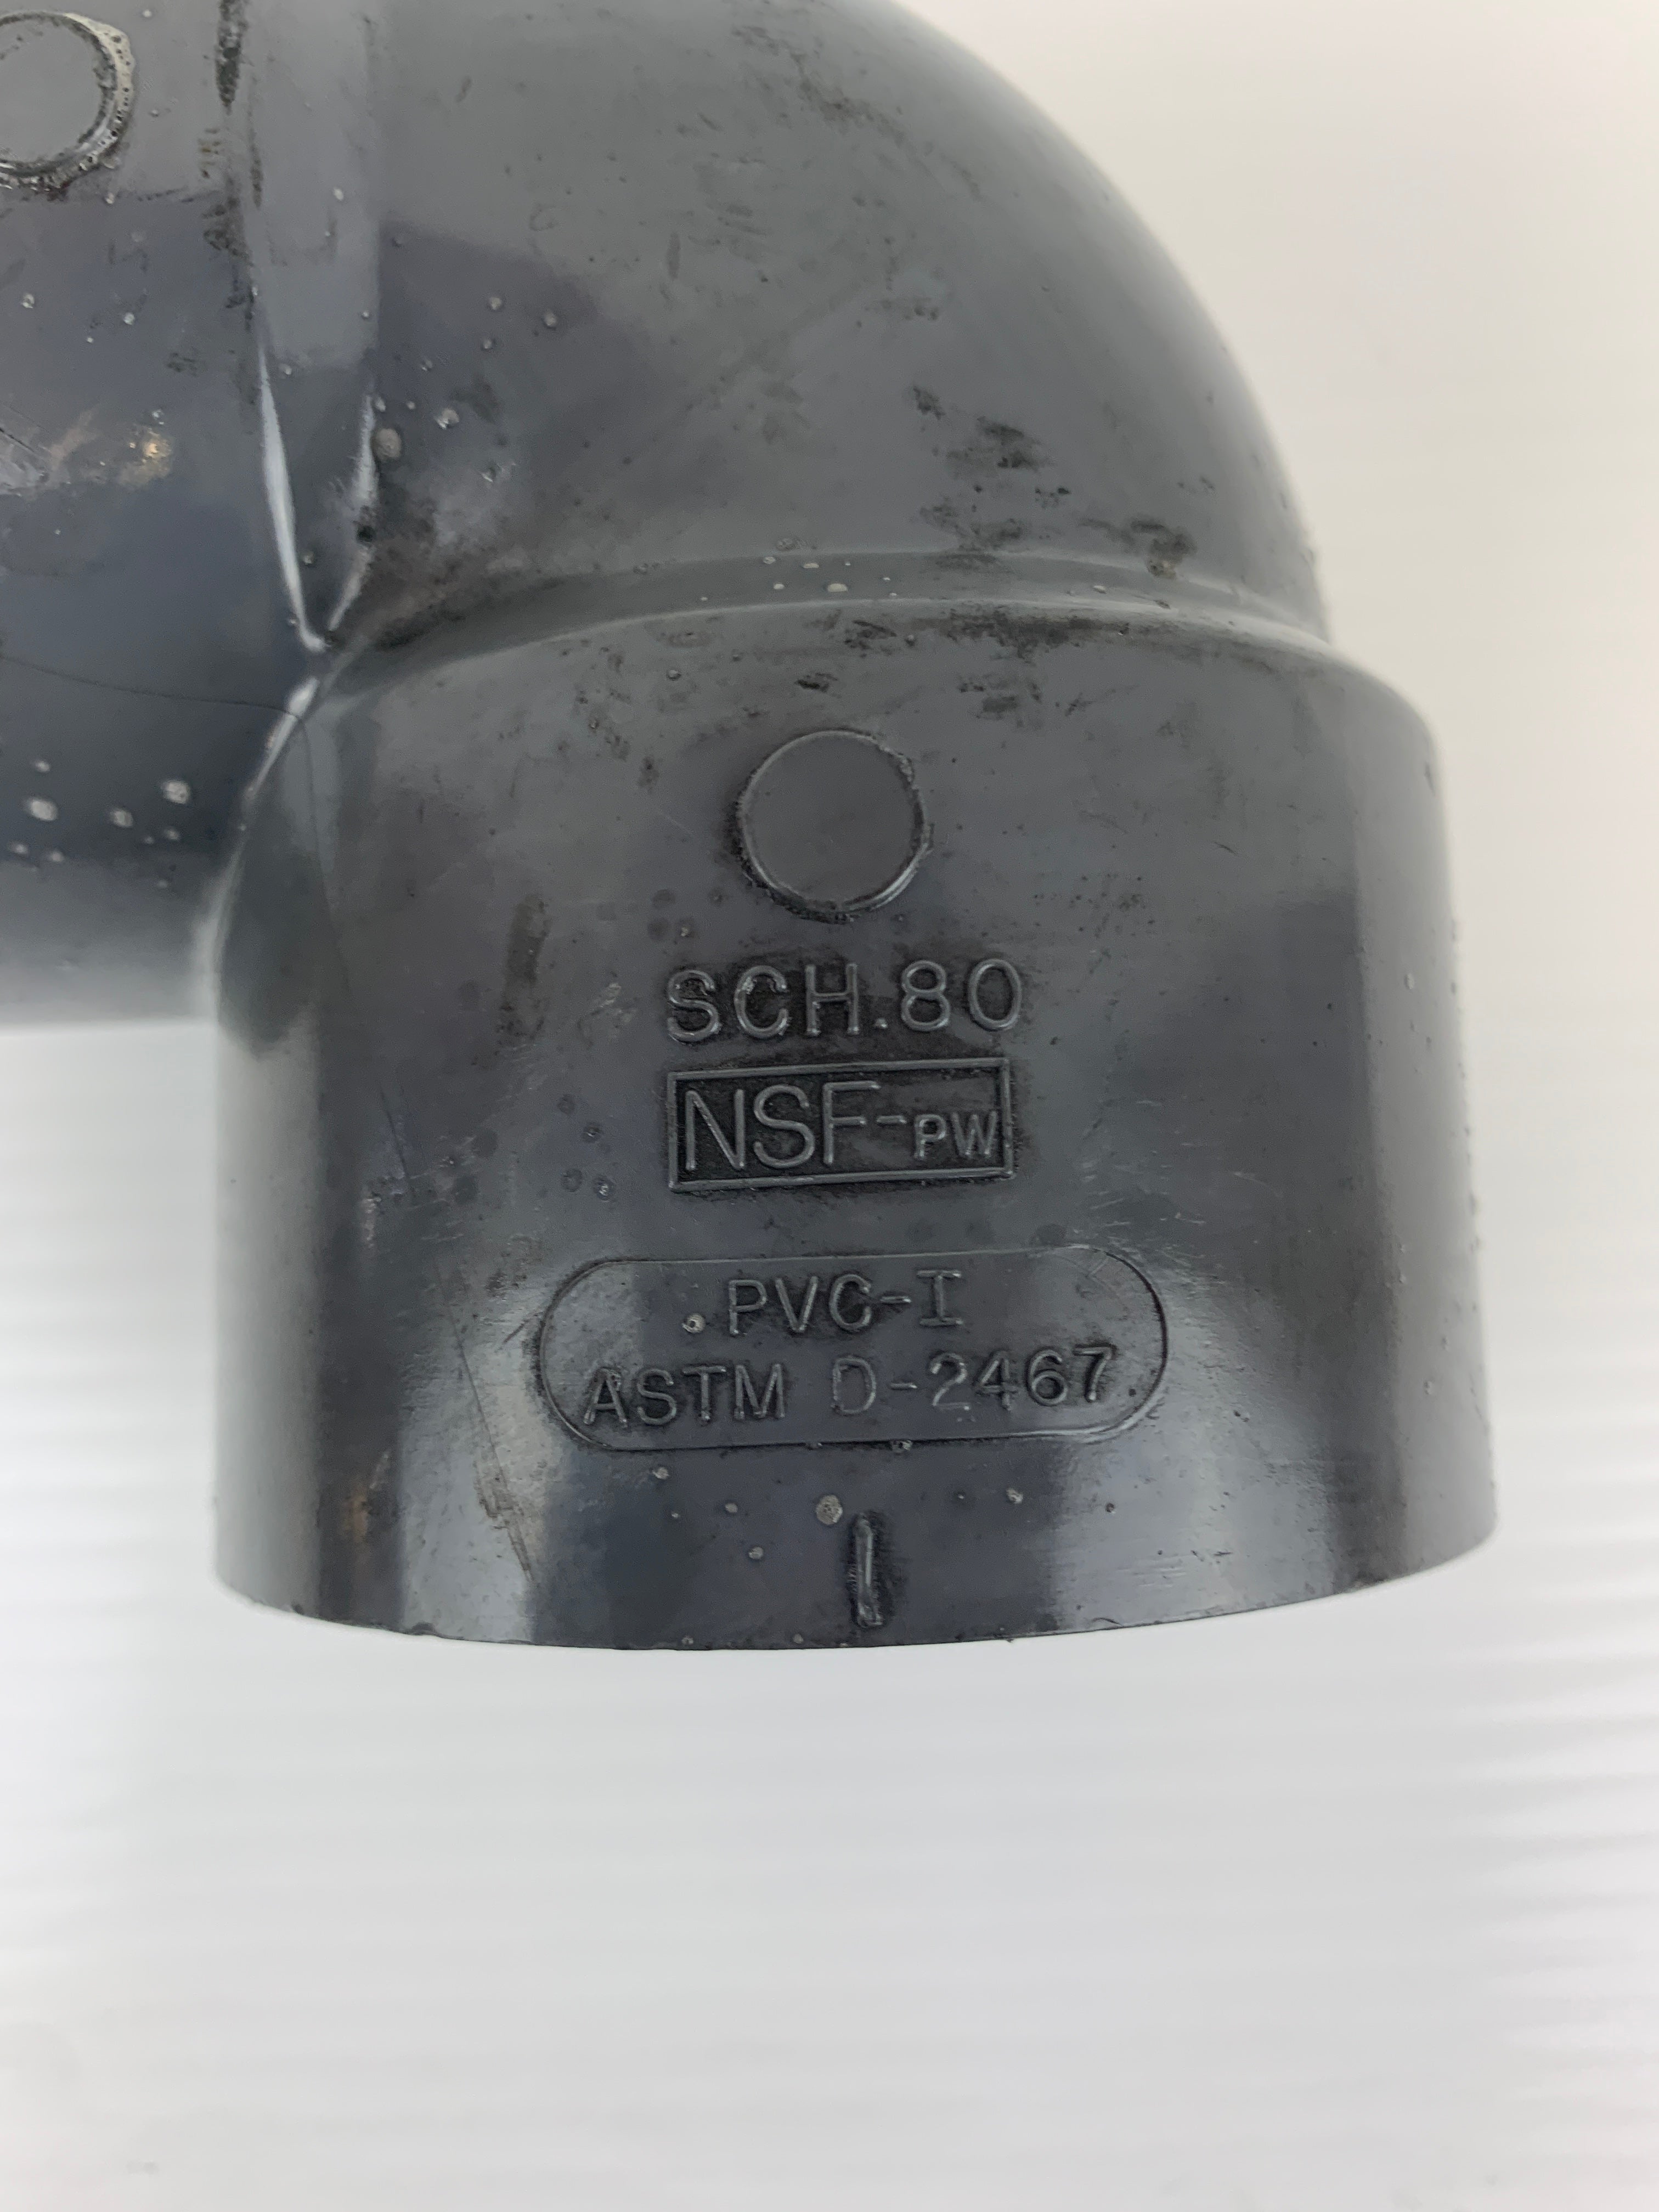 SCH.80
NSF-PW
PVC-I
ASTM D-2467